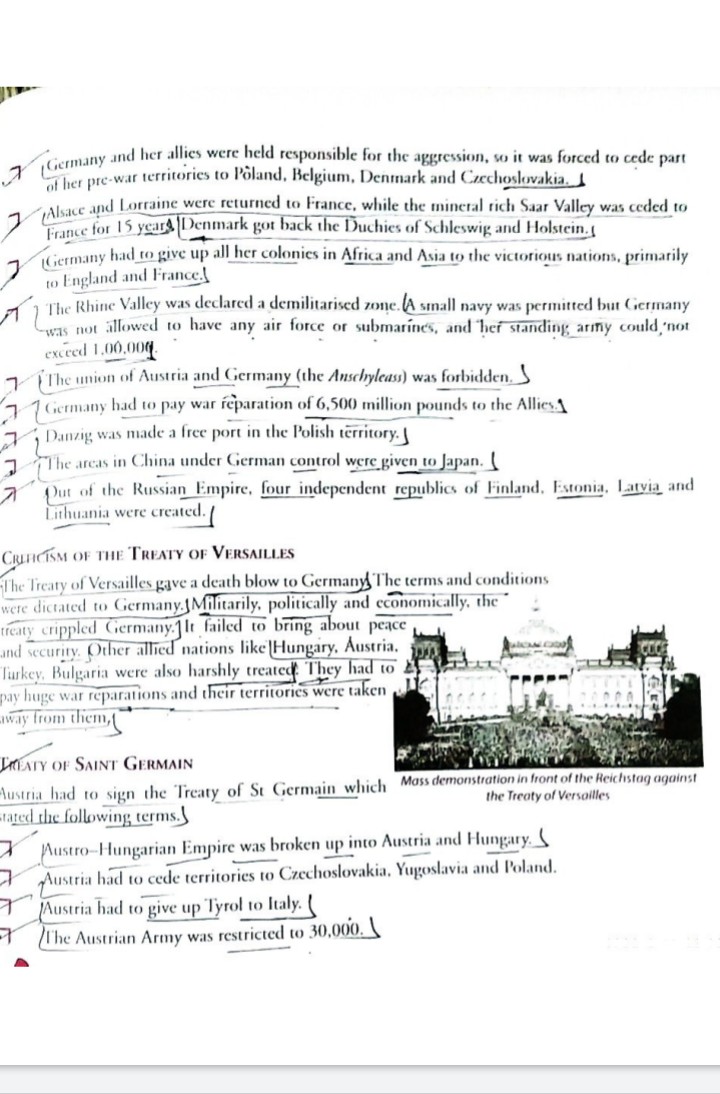 Germany and her allies were held responsible for the aggression, so it was forced to cede part
of her pre-war territories to Poland, Belgium, Denmark and Czechoslovakia.
Alsace and Lorraine were returned to France, while the mineral rich Saar Valley was ceded to
France for 15 years. Denmark got back the Duchies of Schleswig and Holstein.
Germany had to give up all her colonies in Africa and Asia to the victorious nations, primarily
to England and France.
The Rhine Valley was declared a demilitarised zone. A small navy was permitted but Germany
was not allowed to have any air force or submarines, and her standing army could not
exceed 1,00,000.
The union of Austria and Germany (the Anschyleass) was forbidden.
Germany had to pay war reparation of 6,500 million pounds to the Allies.
Danzig was made a free port in the Polish territory.
The areas in China under German control were given to Japan.
Out of the Russian Empire, four independent republics of Finland, Estonia, Latvia and
Lithuania were created.
CRITICISM OF THE TREATY OF VERSAILLES
The Treaty of Versailles gave a death blow to Germany. The terms and conditions
were dictated to Germany. Militarily, politically and economically, the
treaty crippled Germany. It failed to bring about peace
and security. Other allied nations like Hungary, Austria,
Turkey, Bulgaria were also harshly treated. They had to
pay huge war reparations and their territories were taken
away from them.
TREATY OF SAINT GERMAIN
Austria had to sign the Treaty of St Germain which
stated the following terms.
Mass demonstration in front of the Reichstag against
the Treaty of Versailles
Austro–Hungarian Empire was broken up into Austria and Hungary.
Austria had to cede territories to Czechoslovakia, Yugoslavia and Poland.
Austria had to give up Tyrol to Italy.
The Austrian Army was restricted to 30,000.